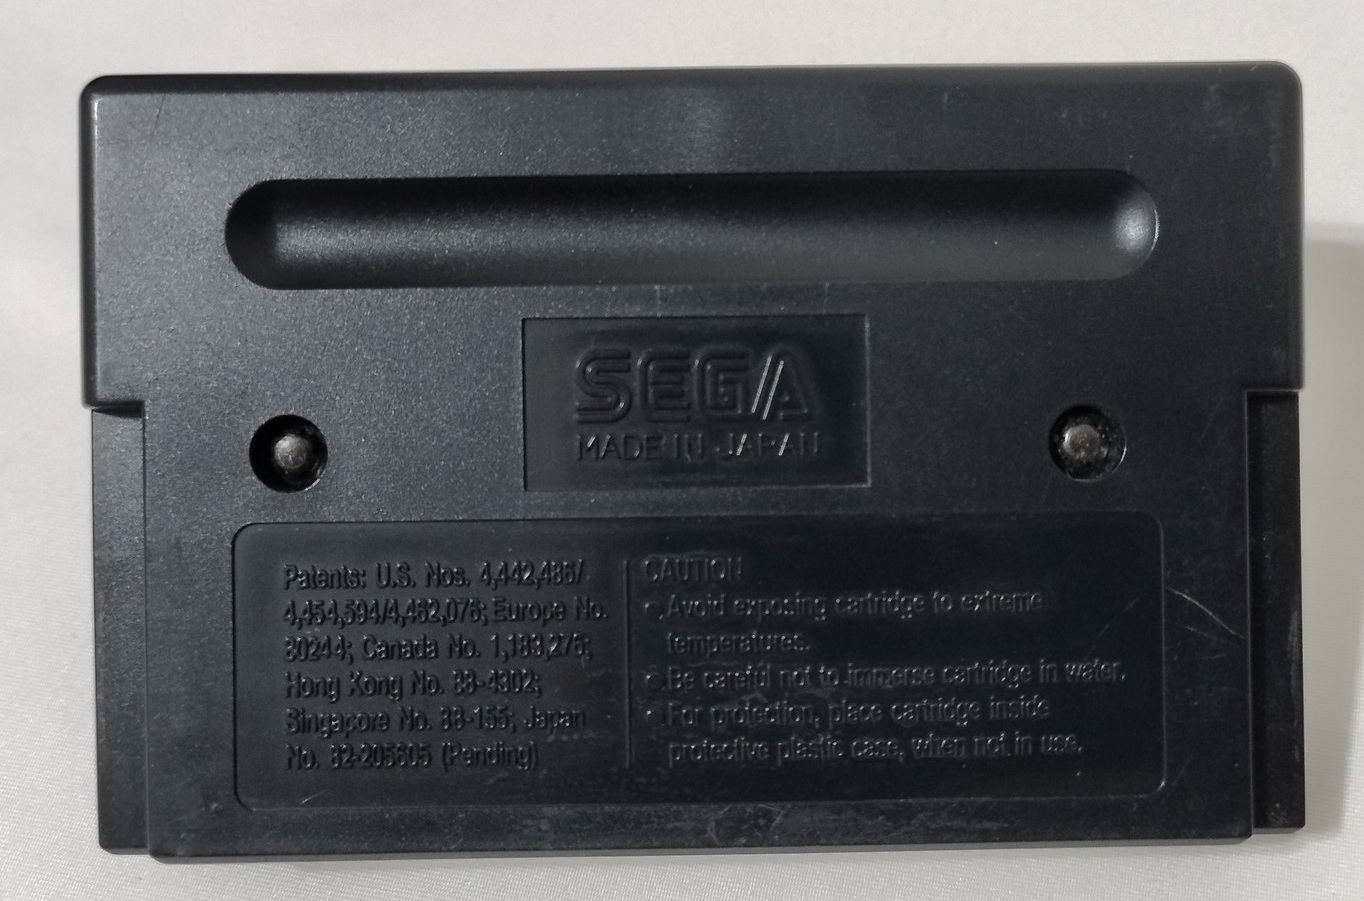 SEGA
MADE IN JAPAN
Patents: U.S. Nos. 4,442,486/
4,454,594/4,462,076; Europe No.
80244; Canada No. 1,183,276;
Hong Kong No. 88-4302;
Singapore No. 88-155; Japan
No. 82-205605 (Pending)
CAUTION
• Avoid exposing cartridge to extreme
temperatures.
• Be careful not to immerse cartridge in water.
• For protection, place cartridge inside
protective plastic case, when not in use.